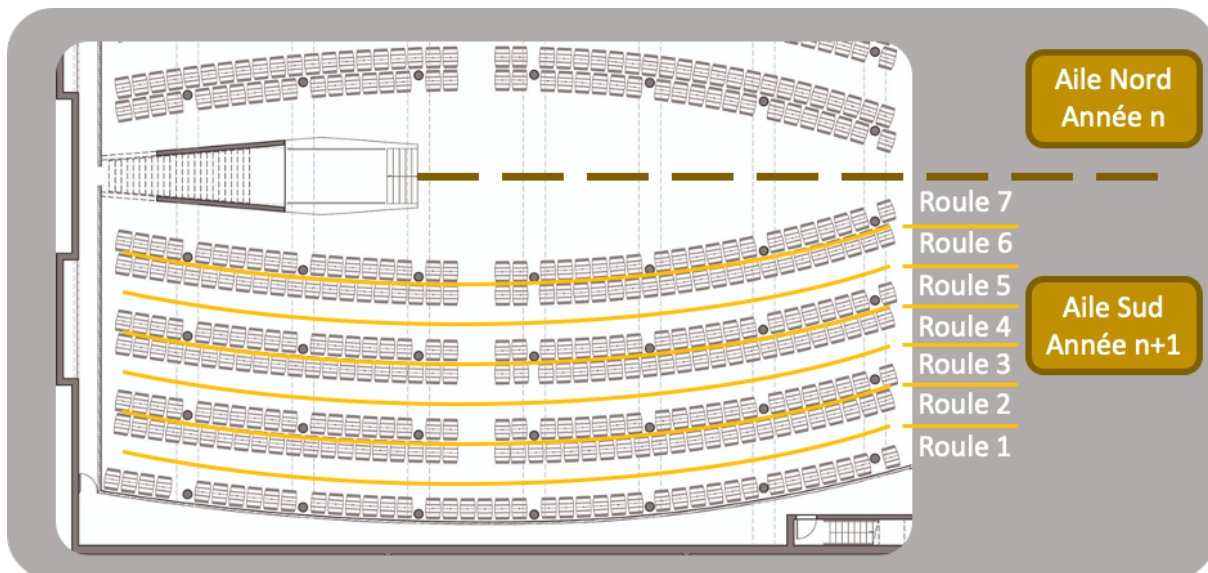 Aile Nord
Année n
Roule 7
Roule 6
Roule 5
Aile Sud
Année n+1
Roule 4
Roule 3
Roule 2
Roule 1